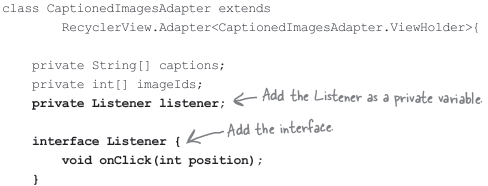 class CaptionedImagesAdapter extends
RecyclerView.Adapter<CaptionedImagesAdapter.ViewHolder>{
private String[] captions;
private int[] imageIds;
private Listener listener; Add the Listener as a private variable.
interface Listener { Add the interface.
void onClick(int position);
}